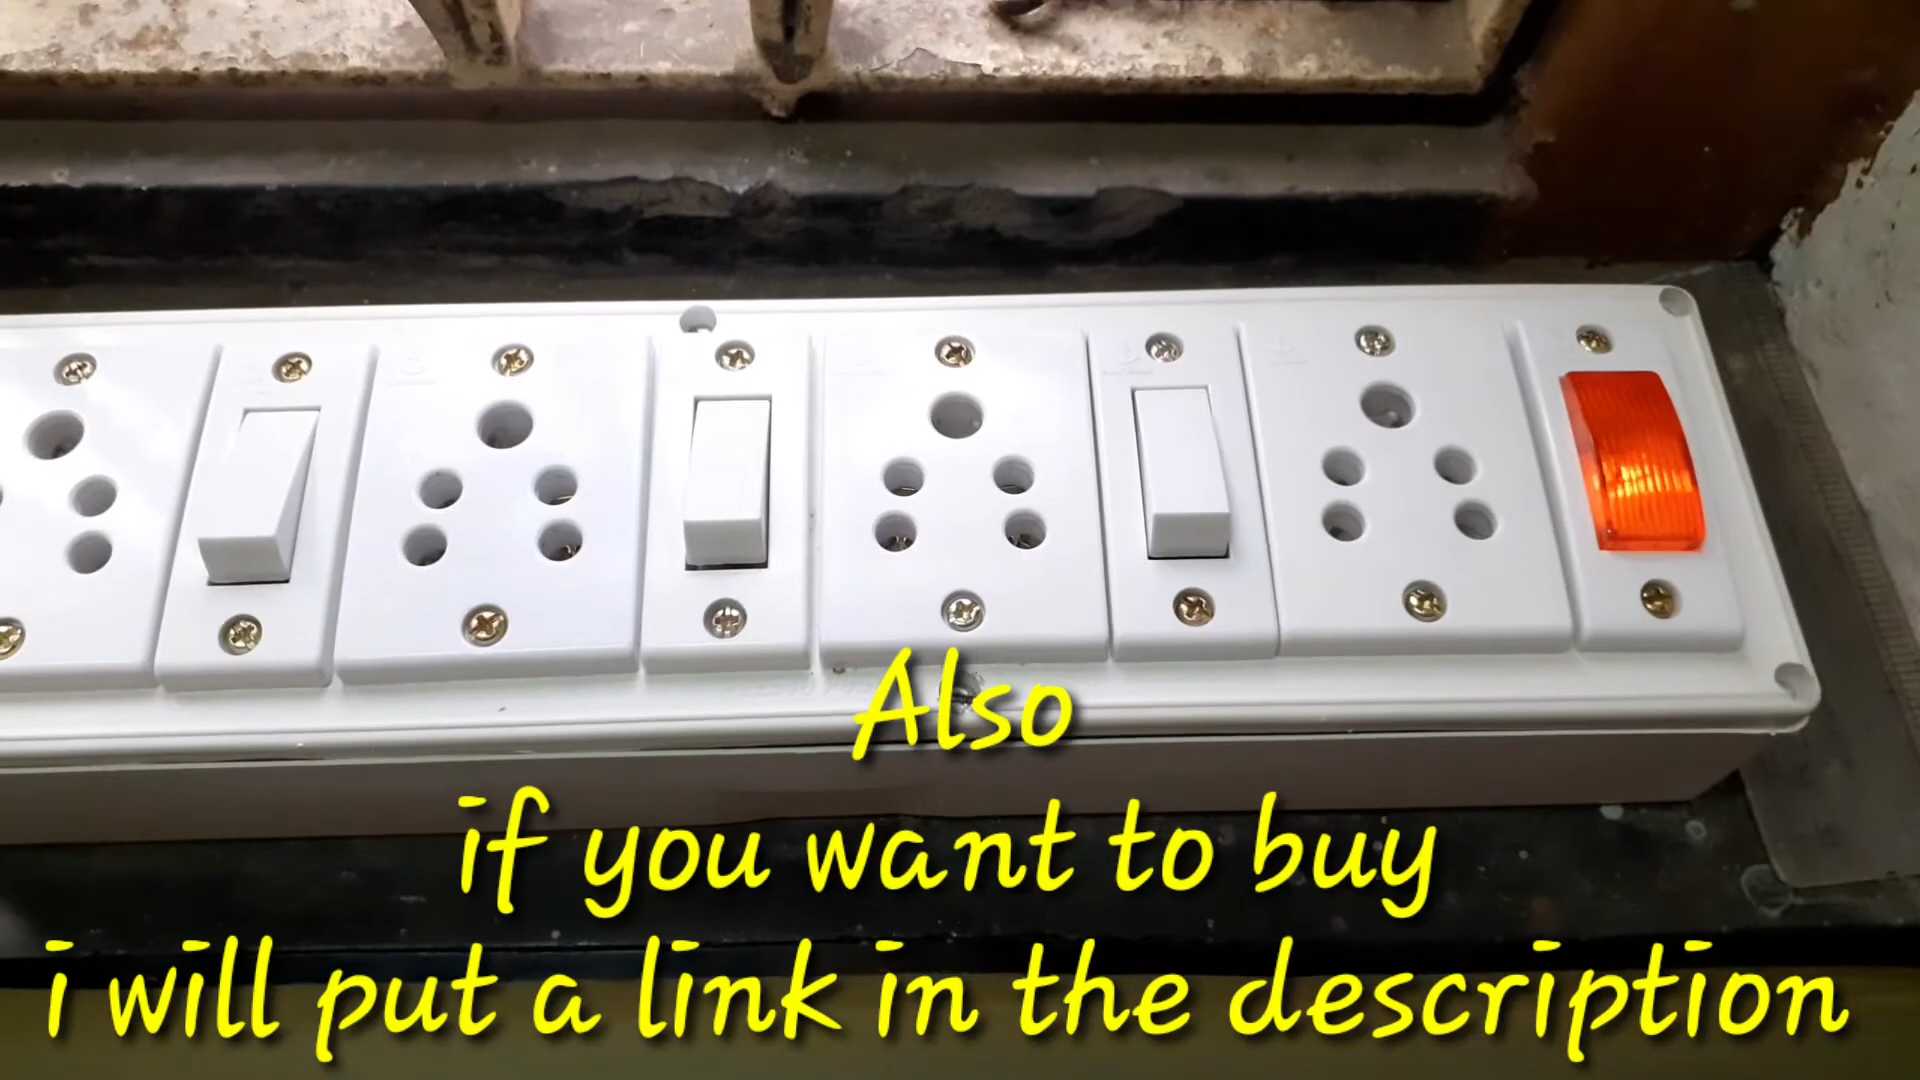 Also
if you want to buy
i will put a link in the description